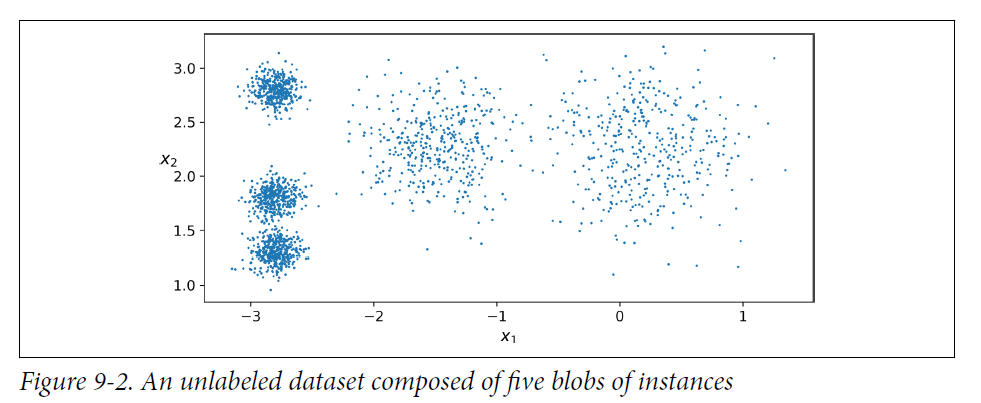 3.0
2.5
x₂
2.0
1.5
1.0
−3 −2 −1 0 1
x₁
Figure 9-2. An unlabeled dataset composed of five blobs of instances